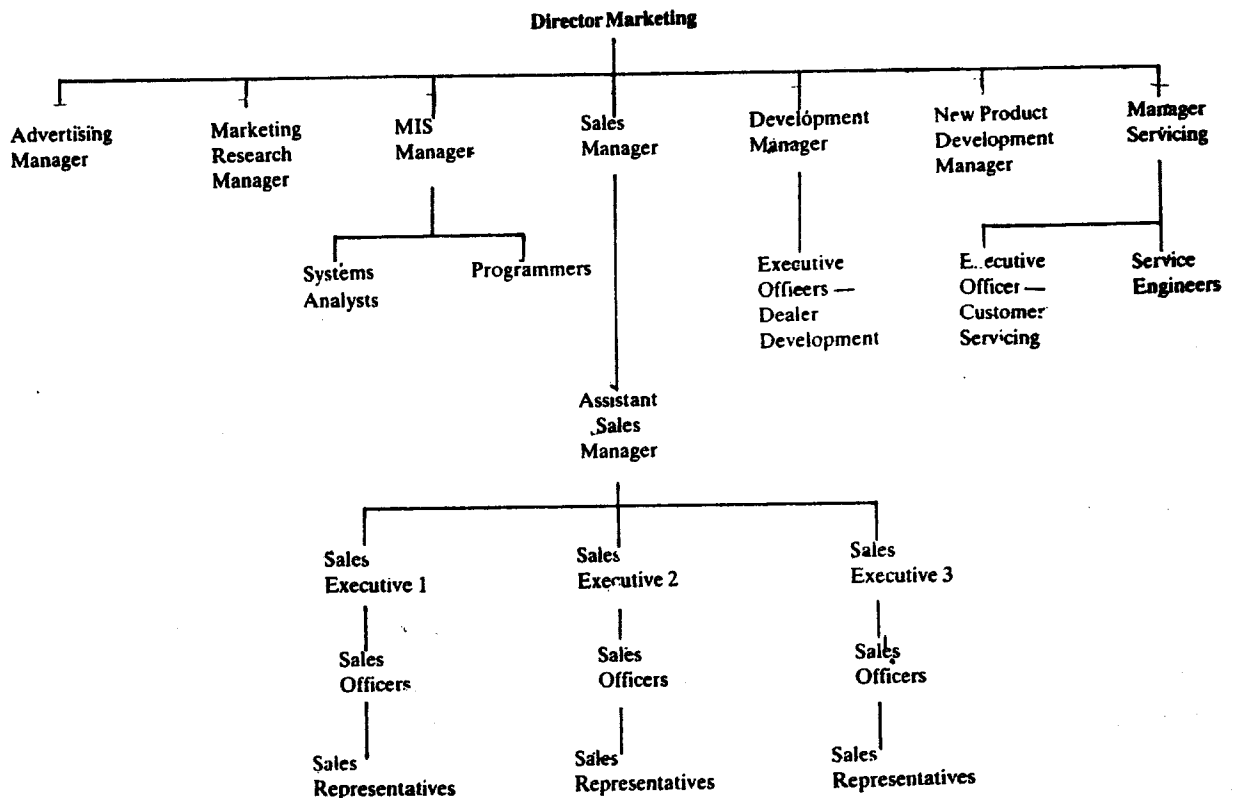 Director Marketing
Advertising
Manager
Marketing
Research
Manager
MIS
Manager
Sales
Manager
Development
Manager
New Product
Development
Manager
Manager
Servicing
Systems
Analysts
Programmers
Executive
Officers —
Dealer
Development
Officer —
Customer
Servicing
Service
Engineers
Assistant
Sales
Manager
Sales
Executive 1
Sales
Executive 2
Sales
Executive 3
Sales
Officers
Sales
Officers
Sales
Officers
Sales
Representatives
Sales
Representatives
Sales
Representatives